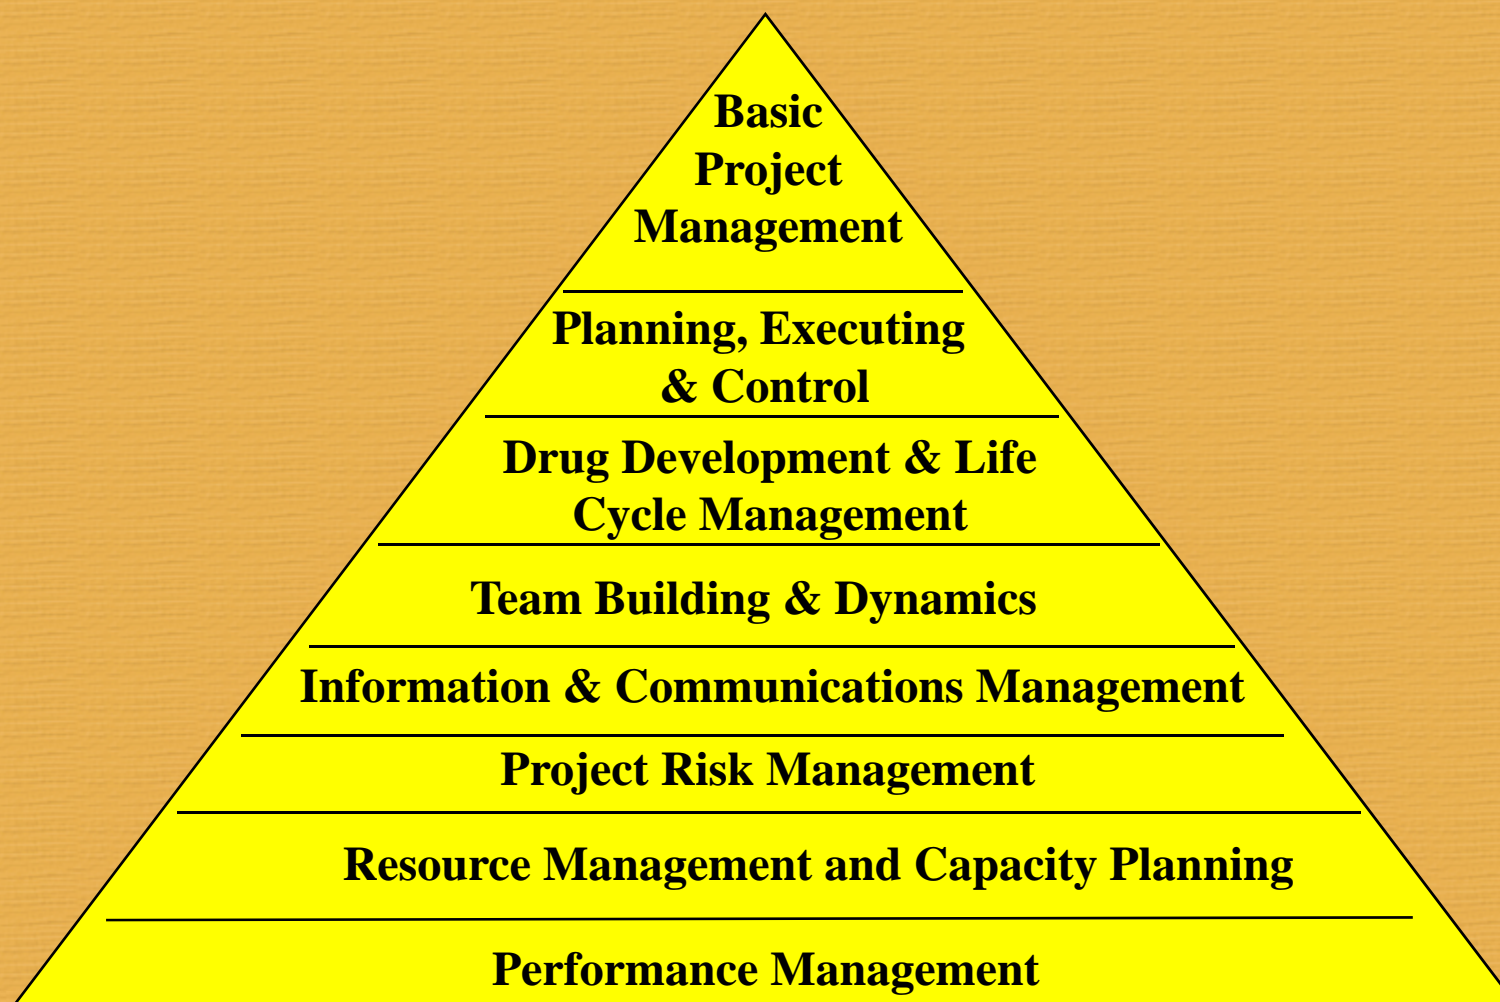 Basic
Project
Management
Planning, Executing
& Control
Drug Development & Life
Cycle Management
Team Building & Dynamics
Information & Communications Management
Project Risk Management
Resource Management and Capacity Planning
Performance Management